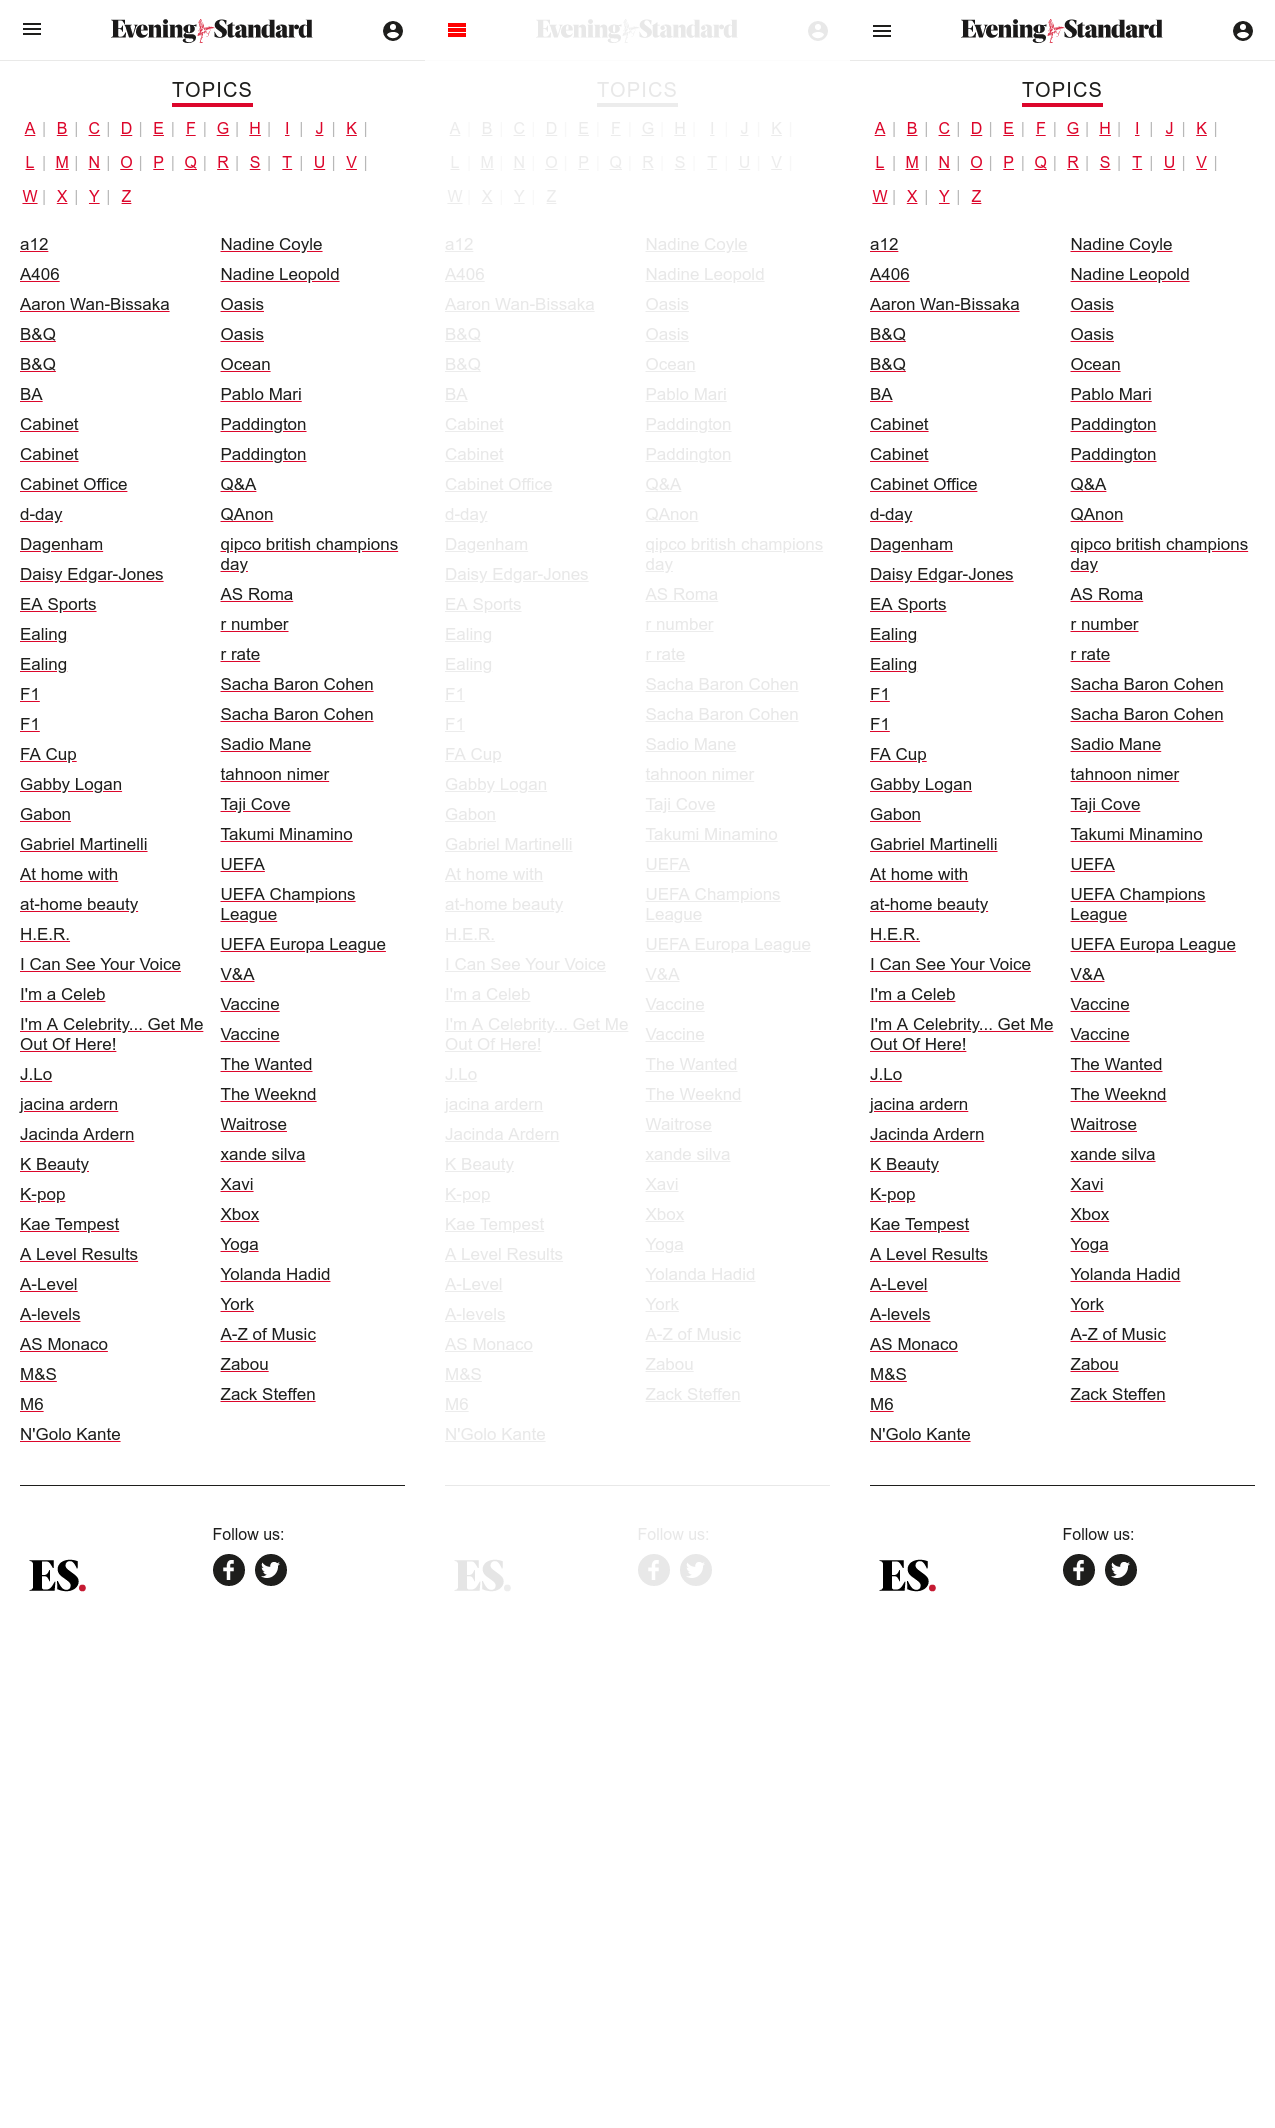 Evening Standard
TOPICS
A | B | C | D | E | F | G | H | I | J | K |
L | M | N | O | P | Q | R | S | T | U | V |
W | X | Y | Z
a12
A406
Aaron Wan-Bissaka
B&Q
B&Q
BA
Cabinet
Cabinet
Cabinet Office
d-day
Dagenham
Daisy Edgar-Jones
EA Sports
Ealing
Ealing
F1
F1
FA Cup
Gabby Logan
Gabon
Gabriel Martinelli
At home with
at-home beauty
H.E.R.
I Can See Your Voice
I'm a Celeb
I'm A Celebrity... Get Me
Out Of Here!
J.Lo
jacina ardern
Jacinda Ardern
K Beauty
K-pop
Kae Tempest
A Level Results
A-Level
A-levels
AS Monaco
M&S
M6
N'Golo Kante
Nadine Coyle
Nadine Leopold
Oasis
Oasis
Ocean
Pablo Mari
Paddington
Paddington
Q&A
QAnon
qipco british champions
day
AS Roma
r number
r rate
Sacha Baron Cohen
Sacha Baron Cohen
Sadio Mane
tahnoon nimer
Taji Cove
Takumi Minamino
UEFA
UEFA Champions
League
UEFA Europa League
V&A
Vaccine
Vaccine
The Wanted
The Weeknd
Waitrose
xande silva
Xavi
Xbox
Yoga
Yolanda Hadid
York
A-Z of Music
Zabou
Zack Steffen
ES.
Follow us:
Evening Standard
TOPICS
A | B | C | D | E | F | G | H | I | J | K |
L | M | N | O | P | Q | R | S | T | U | V |
W | X | Y | Z
a12
A406
Aaron Wan-Bissaka
B&Q
B&Q
BA
Cabinet
Cabinet
Cabinet Office
d-day
Dagenham
Daisy Edgar-Jones
EA Sports
Ealing
Ealing
F1
F1
FA Cup
Gabby Logan
Gabon
Gabriel Martinelli
At home with
at-home beauty
H.E.R.
I Can See Your Voice
I'm a Celeb
I'm A Celebrity... Get Me
Out Of Here!
J.Lo
jacina ardern
Jacinda Ardern
K Beauty
K-pop
Kae Tempest
A Level Results
A-Level
A-levels
AS Monaco
M&S
M6
N'Golo Kante
Nadine Coyle
Nadine Leopold
Oasis
Oasis
Ocean
Pablo Mari
Paddington
Paddington
Q&A
QAnon
qipco british champions
day
AS Roma
r number
r rate
Sacha Baron Cohen
Sacha Baron Cohen
Sadio Mane
tahnoon nimer
Taji Cove
Takumi Minamino
UEFA
UEFA Champions
League
UEFA Europa League
V&A
Vaccine
Vaccine
The Wanted
The Weeknd
Waitrose
xande silva
Xavi
Xbox
Yoga
Yolanda Hadid
York
A-Z of Music
Zabou
Zack Steffen
ES.
Follow us:
Evening Standard
TOPICS
A | B | C | D | E | F | G | H | I | J | K |
L | M | N | O | P | Q | R | S | T | U | V |
W | X | Y | Z
a12
A406
Aaron Wan-Bissaka
B&Q
B&Q
BA
Cabinet
Cabinet
Cabinet Office
d-day
Dagenham
Daisy Edgar-Jones
EA Sports
Ealing
Ealing
F1
F1
FA Cup
Gabby Logan
Gabon
Gabriel Martinelli
At home with
at-home beauty
H.E.R.
I Can See Your Voice
I'm a Celeb
I'm A Celebrity... Get Me
Out Of Here!
J.Lo
jacina ardern
Jacinda Ardern
K Beauty
K-pop
Kae Tempest
A Level Results
A-Level
A-levels
AS Monaco
M&S
M6
N'Golo Kante
Nadine Coyle
Nadine Leopold
Oasis
Oasis
Ocean
Pablo Mari
Paddington
Paddington
Q&A
QAnon
qipco british champions
day
AS Roma
r number
r rate
Sacha Baron Cohen
Sacha Baron Cohen
Sadio Mane
tahnoon nimer
Taji Cove
Takumi Minamino
UEFA
UEFA Champions
League
UEFA Europa League
V&A
Vaccine
Vaccine
The Wanted
The Weeknd
Waitrose
xande silva
Xavi
Xbox
Yoga
Yolanda Hadid
York
A-Z of Music
Zabou
Zack Steffen
ES.
Follow us: